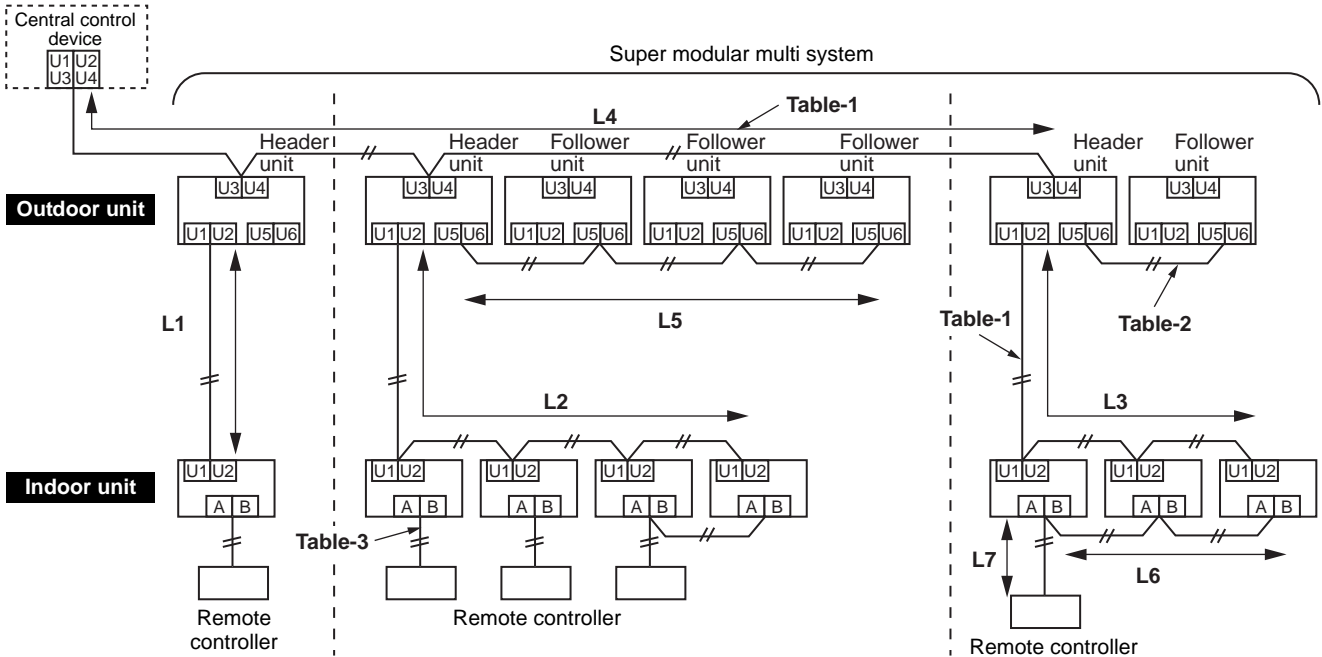 Central control
device
U1 U2
U3 U4
Super modular multi system
L4
Table-1
Header
unit
Header
unit
Follower
unit
Follower
unit
Follower
unit
Header
unit
Follower
unit
Outdoor unit
U3 U4
U3 U4
U3 U4
U3 U4
U3 U4
U3 U4
U3 U4
U1 U2 U5 U6
U1 U2 U5 U6
U1 U2 U5 U6
U1 U2 U5 U6
U1 U2 U5 U6
U1 U2 U5 U6
U1 U2 U5 U6
L1
L5
Table-1
Table-2
L2
L3
Indoor unit
U1 U2
U1 U2
U1 U2
U1 U2
U1 U2
U1 U2
U1 U2
U1 U2
A B
A B
A B
A B
A B
A B
A B
A B
Table-3
L7
L6
Remote
controller
Remote controller
Remote controller